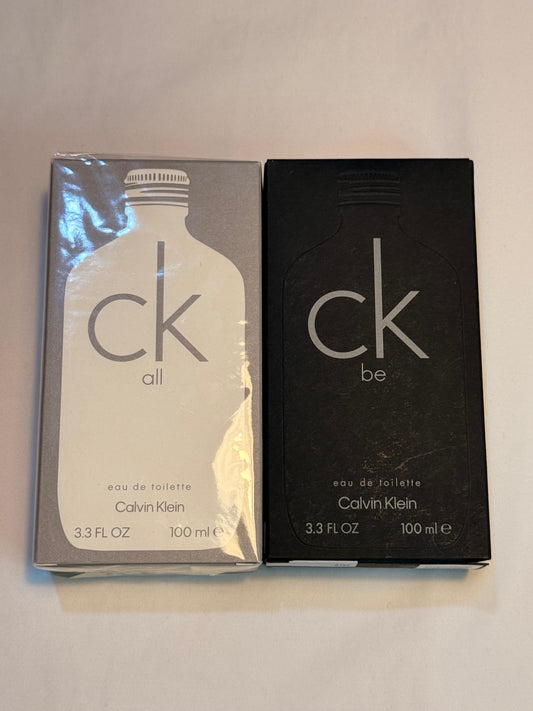 ck
all
eau de toilette
Calvin Klein
3.3 FL OZ 100 ml ℮
ck
be
eau de toilette
Calvin Klein
3.3 FL OZ 100 ml ℮